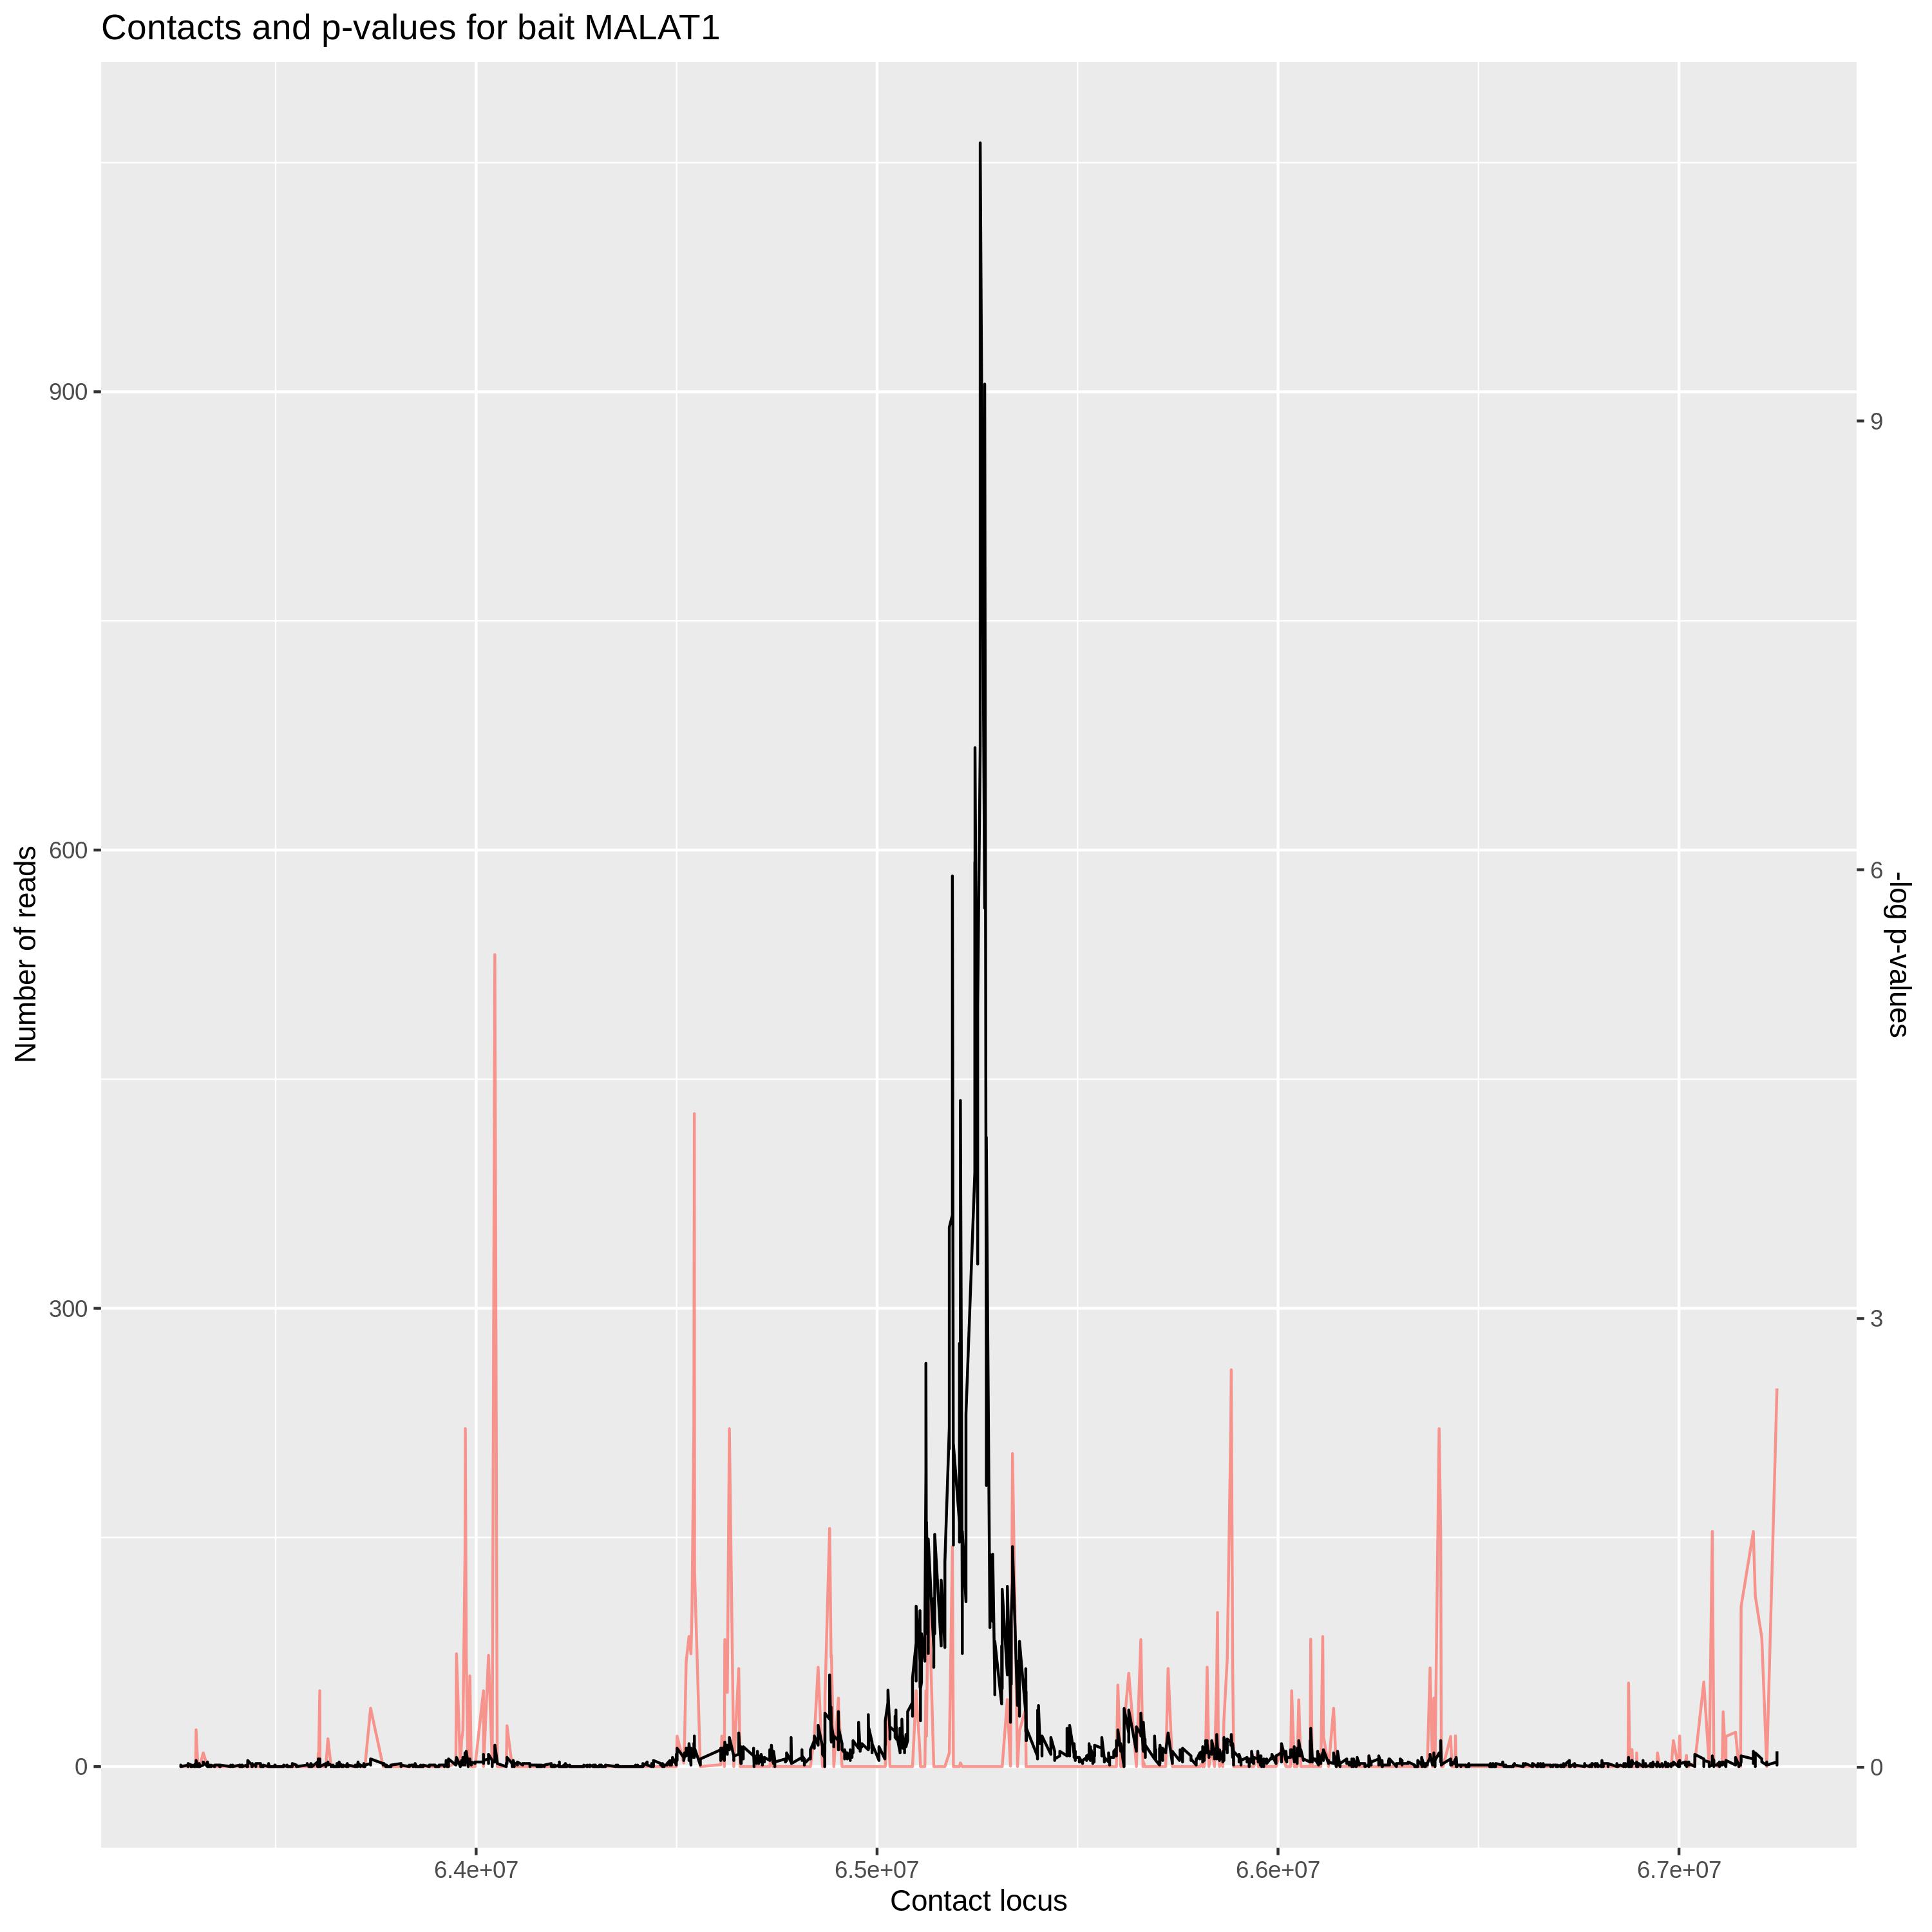 Contacts and p-values for bait MALAT1
900
600
300
0
Number of reads
9
6
3
0
-log p-values
6.4e+07
6.5e+07
6.6e+07
6.7e+07
Contact locus